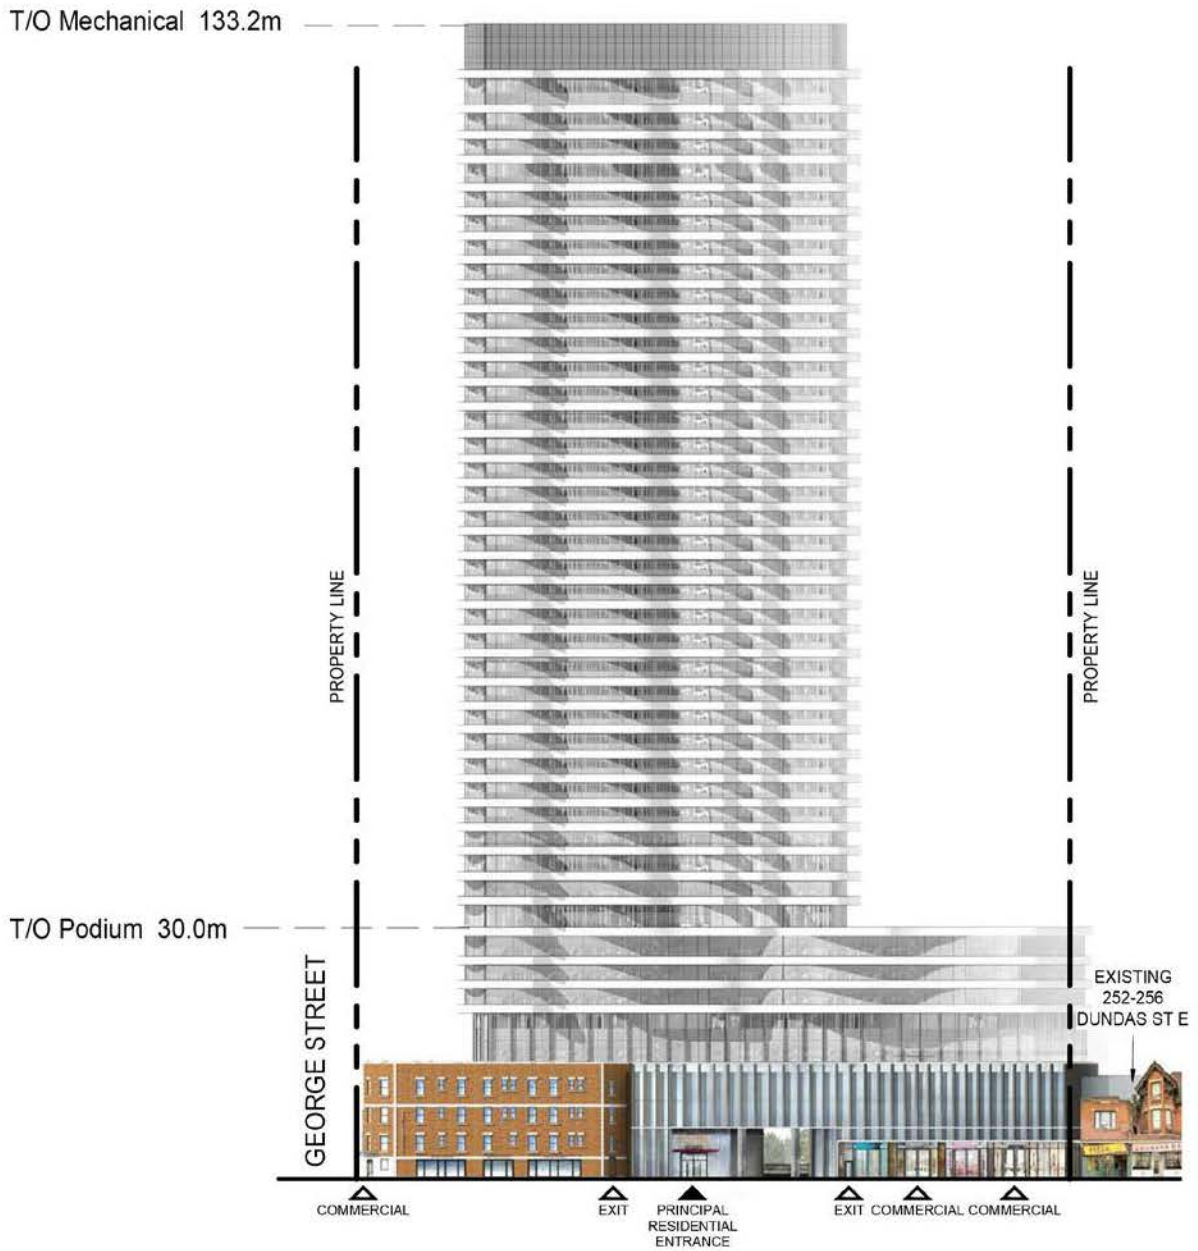 T/O Mechanical 133.2m
PROPERTY LINE
PROPERTY LINE
T/O Podium 30.0m
GEORGE STREET
EXISTING
252-256
DUNDAS ST E
COMMERCIAL
EXIT
PRINCIPAL
RESIDENTIAL
ENTRANCE
EXIT
COMMERCIAL
COMMERCIAL